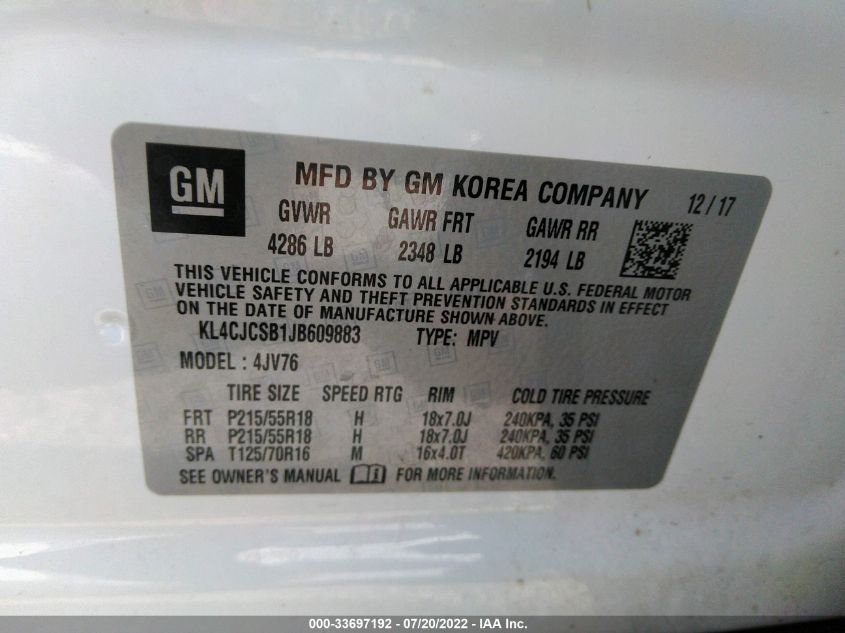 GM MFD BY GM KOREA COMPANY 12/17
GVWR GAWR FRT GAWR RR
4286 LB 2348 LB 2194 LB
THIS VEHICLE CONFORMS TO ALL APPLICABLE U.S. FEDERAL MOTOR
VEHICLE SAFETY AND THEFT PREVENTION STANDARDS IN EFFECT
ON THE DATE OF MANUFACTURE SHOWN ABOVE.
KL4CJCSB1JB609883 TYPE: MPV
MODEL : 4JV76
TIRE SIZE SPEED RTG RIM COLD TIRE PRESSURE
FRT P215/55R18 H 18x7.0J 240KPA, 35 PSI
RR P215/55R18 H 18x7.0J 240KPA, 35 PSI
SPA T125/70R16 M 16x4.0T 420KPA, 60 PSI
SEE OWNER'S MANUAL FOR MORE INFORMATION.
000-33697192 - 07/20/2022 - IAA Inc.